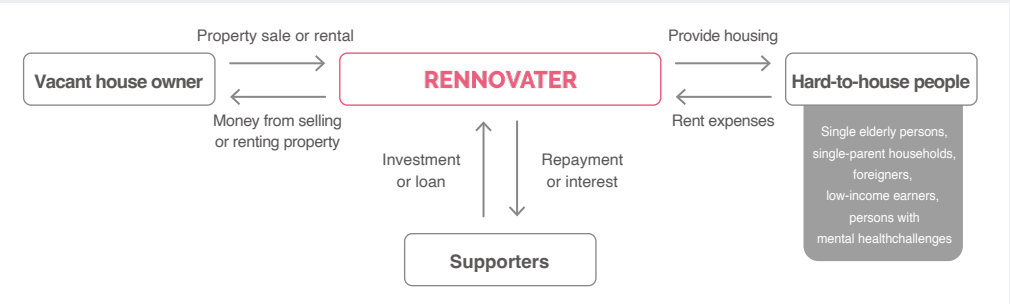 Property sale or rental
Provide housing
Vacant house owner
RENNOVATER
Hard-to-house people
Money from selling
or renting property
Rent expenses
Investment
or loan
Repayment
or interest
Single elderly persons,
single-parent households,
foreigners,
low-income earners,
persons with
mental healthchallenges
Supporters